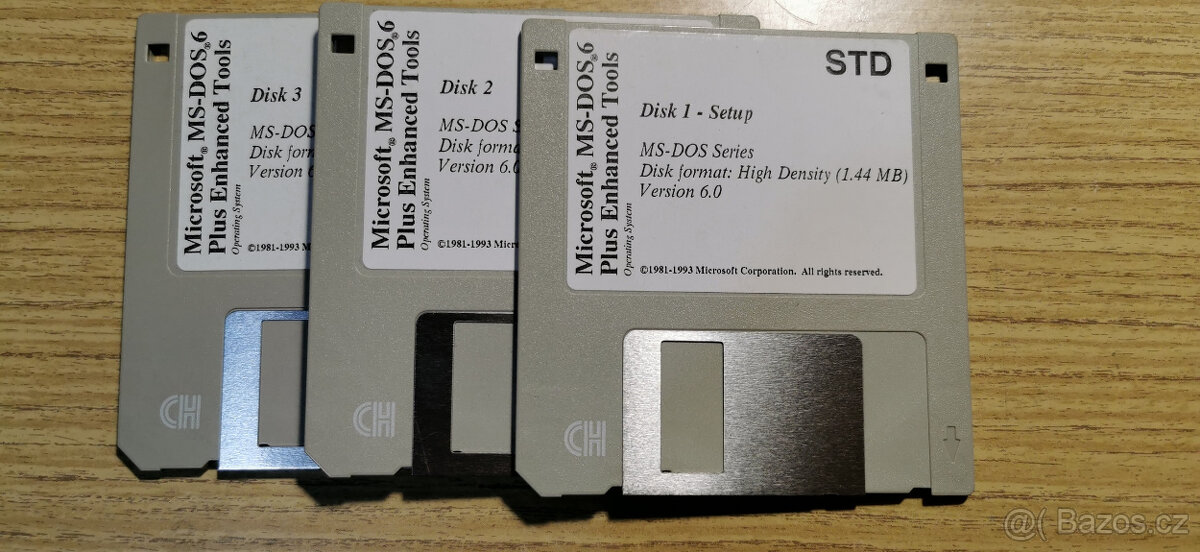 Microsoft® MS-DOS®6
Plus Enhanced Tools
Operating System
Disk 3
MS-DOS
Disk form
Version 6
©1981-1993 M
CH
Microsoft® MS-DOS®6
Plus Enhanced Tools
Operating System
Disk 2
MS-DOS S
Disk forma
Version 6.0
©1981-1993 Micr
CH
Microsoft® MS-DOS®6
Plus Enhanced Tools
Operating System
STD
Disk 1 - Setup
MS-DOS Series
Disk format: High Density (1.44 MB)
Version 6.0
©1981-1993 Microsoft Corporation. All rights reserved.
CH
@( Bazos.cz